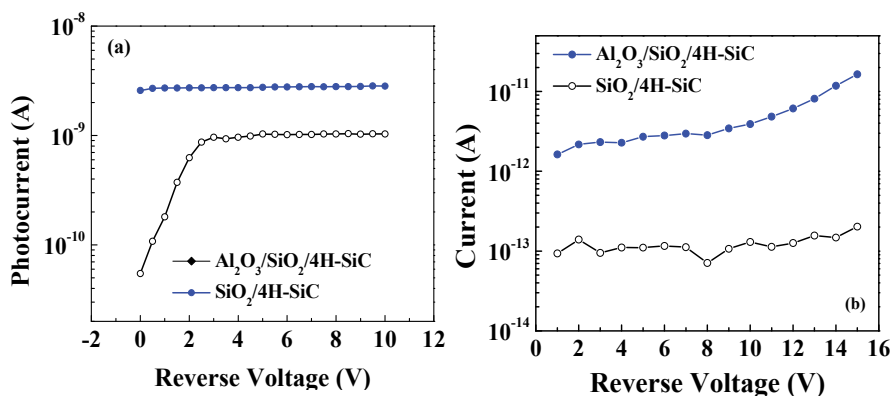 (a)
Photocurrent (A)
10⁻⁸
10⁻⁹
10⁻¹⁰
Al₂O₃/SiO₂/4H-SiC
SiO₂/4H-SiC
-2 0 2 4 6 8 10 12
Reverse Voltage (V)
Current (A)
10⁻¹¹
10⁻¹²
10⁻¹³
10⁻¹⁴
Al₂O₃/SiO₂/4H-SiC
SiO₂/4H-SiC
(b)
0 2 4 6 8 10 12 14 16
Reverse Voltage (V)